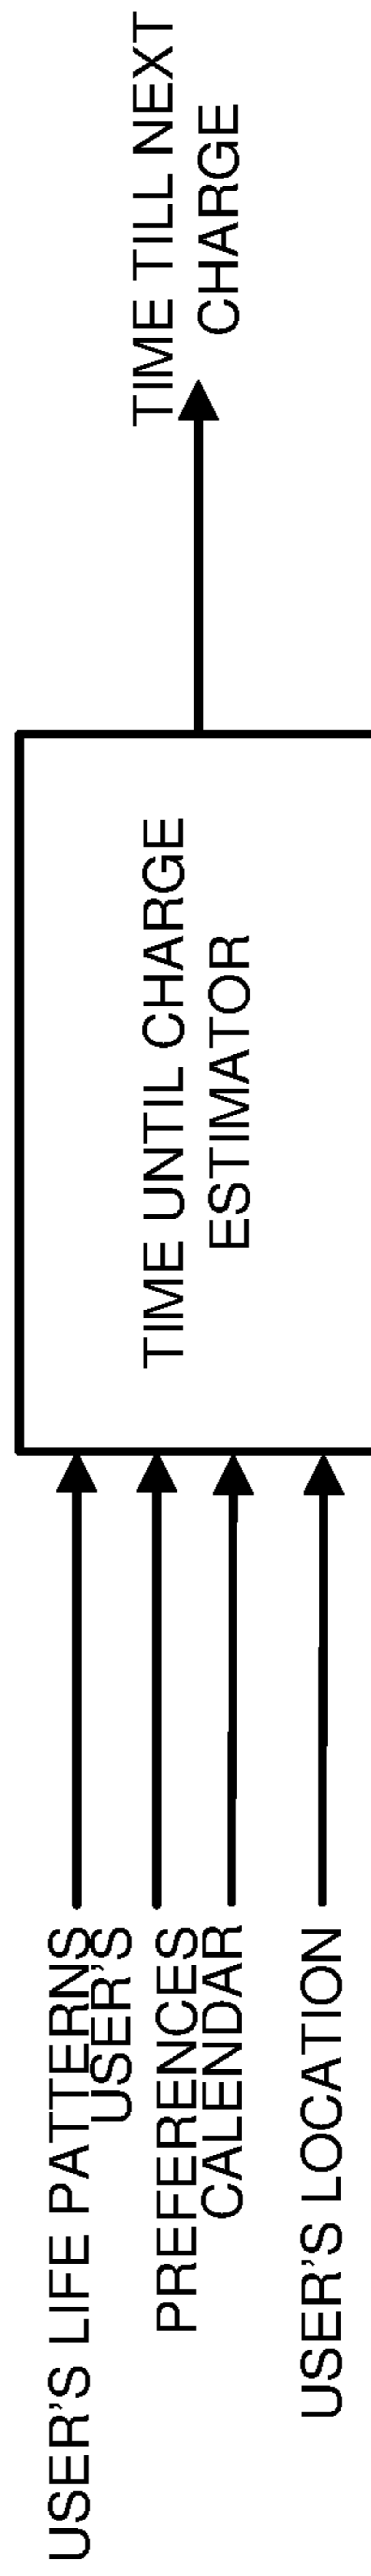 USER'S LIFE PATTERNS
USER'S
PREFERENCES
CALENDAR
USER'S LOCATION
TIME UNTIL CHARGE
ESTIMATOR
TIME TILL NEXT
CHARGE